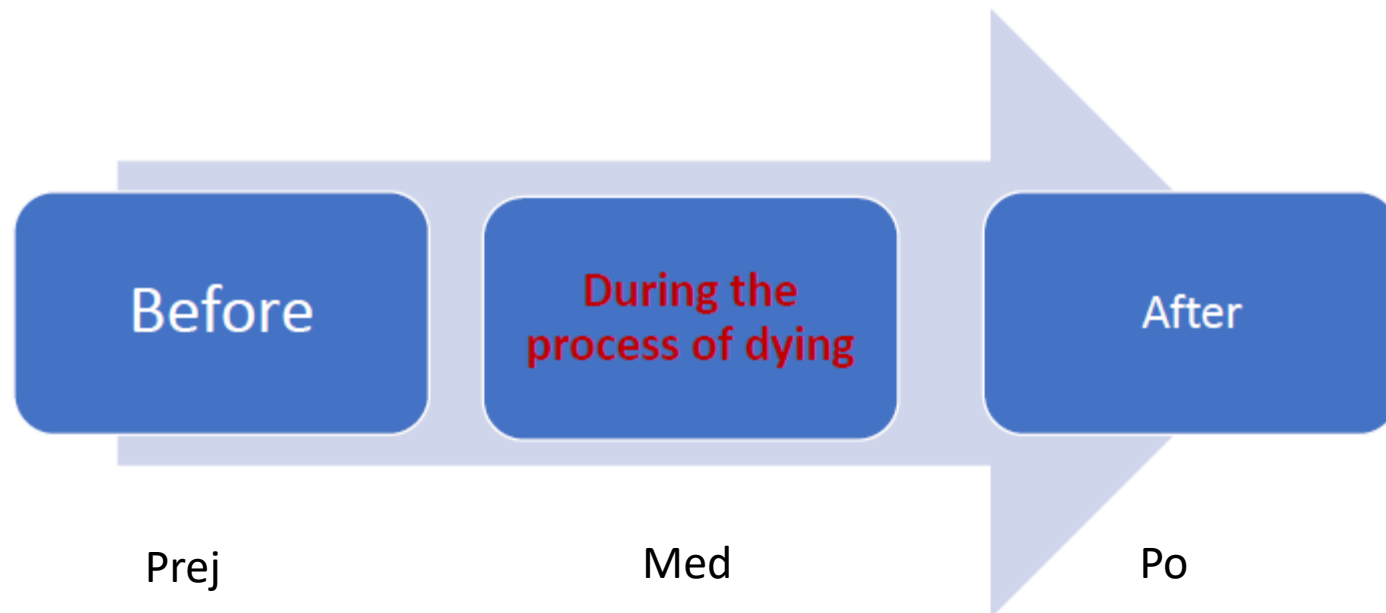 Before
During the
process of dying
After
Prej
Med
Po